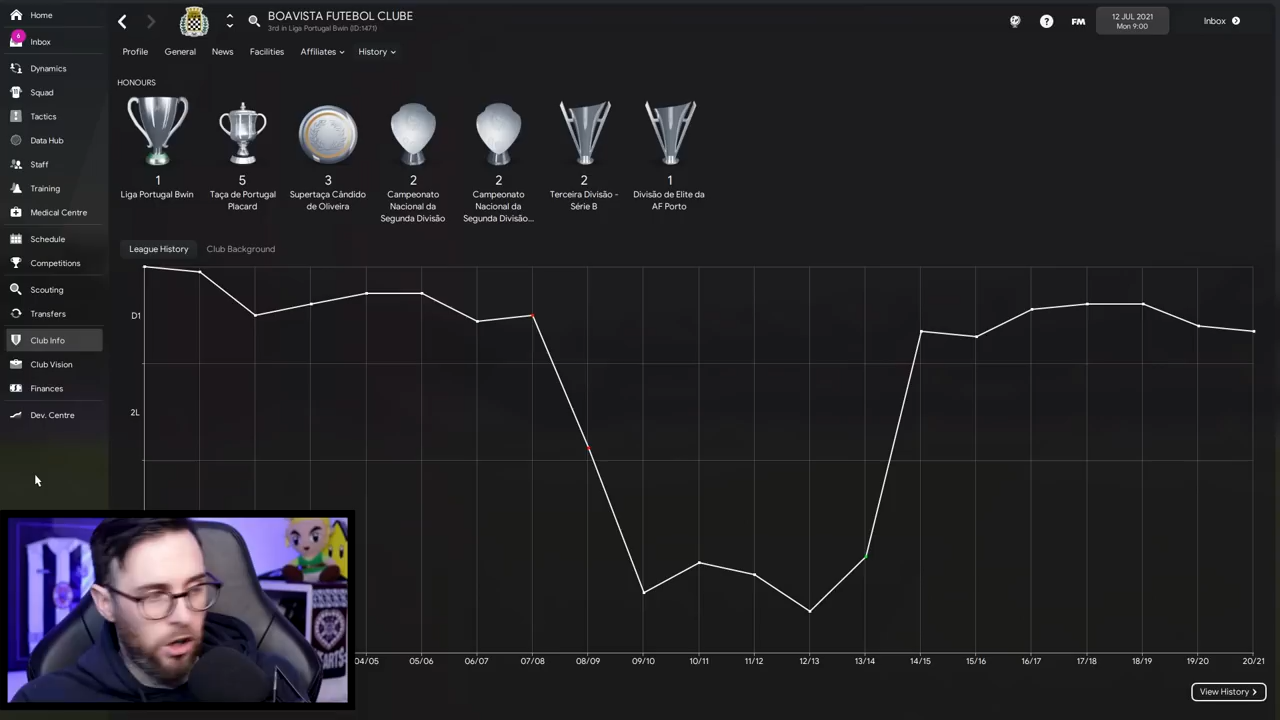 Home
6
Inbox
Dynamics
Squad
Tactics
Data Hub
Staff
Training
Medical Centre
Schedule
Competitions
Scouting
Transfers
Club Info
Club Vision
Finances
Dev. Centre
BOAVISTA FUTEBOL CLUBE
3rd in Liga Portugal Bwin (ID:1471)
?
FM
12 JUL 2021
Mon 9:00
Inbox
Profile
General
News
Facilities
Affiliates
History
HONOURS
1
Liga Portugal Bwin
5
Taça de Portugal
Placard
3
Supertaça Cândido
de Oliveira
2
Campeonato
Nacional da
Segunda Divisão
2
Campeonato
Nacional da
Segunda Divisão...
2
Terceira Divisão -
Série B
1
Divisão de Elite da
AF Porto
League History
Club Background
D1
2L
04/05
05/06
06/07
07/08
08/09
09/10
10/11
11/12
12/13
13/14
14/15
15/16
16/17
17/18
18/19
19/20
20/21
View History